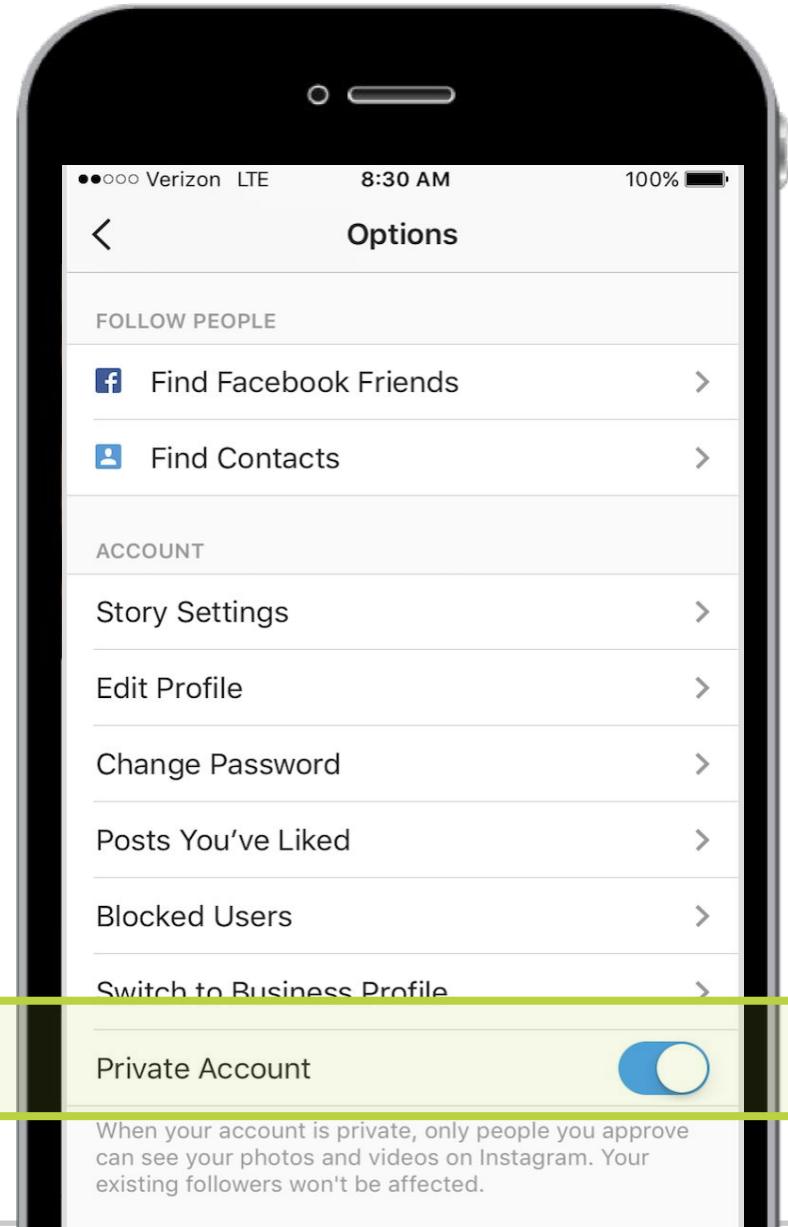 Verizon LTE 8:30 AM 100%
Options
FOLLOW PEOPLE
Find Facebook Friends
Find Contacts
ACCOUNT
Story Settings
Edit Profile
Change Password
Posts You’ve Liked
Blocked Users
Switch to Business Profile
Private Account
When your account is private, only people you approve
can see your photos and videos on Instagram. Your
existing followers won't be affected.